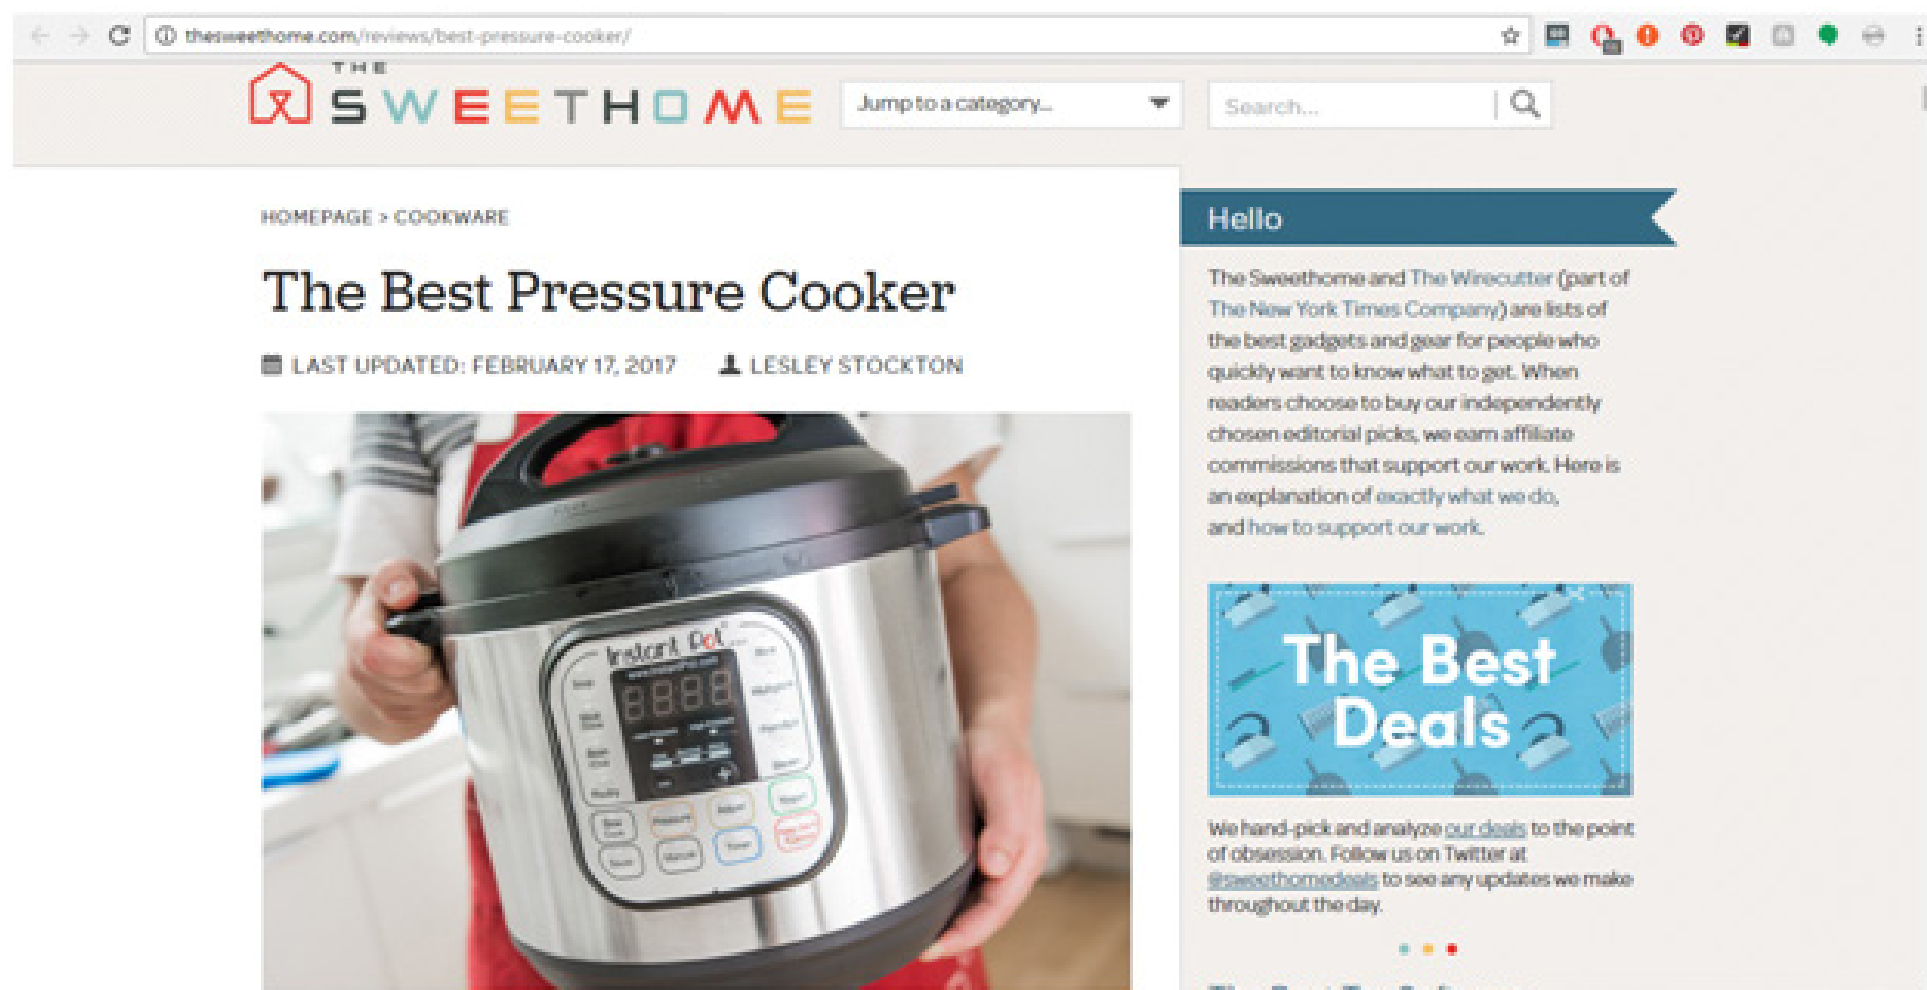 thesweethome.com/reviews/best-pressure-cooker/
THE
SWEETHOME
Jump to a category...
Search...
HOMEPAGE > COOKWARE
The Best Pressure Cooker
LAST UPDATED: FEBRUARY 17, 2017 LESLEY STOCKTON
Instant Pot
Pressure
Adjust
Manual
Timer
Hello
The Sweethome and The Wirecutter (part of
The New York Times Company) are lists of
the best gadgets and gear for people who
quickly want to know what to get. When
readers choose to buy our independently
chosen editorial picks, we earn affiliate
commissions that support our work. Here is
an explanation of exactly what we do,
and how to support our work.
The Best
Deals
We hand-pick and analyze our deals to the point
of obsession. Follow us on Twitter at
@sweethomedeals to see any updates we make
throughout the day.